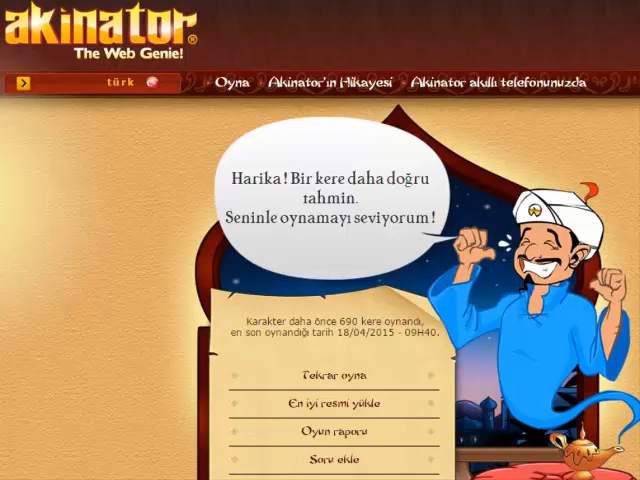 akinator®
The Web Genie!
türk
Oyna
Akinator'ın Hikayesi
Akinator akıllı telefonunuzda
Harika ! Bir kere daha doğru
tahmin.
Seninle oynamayı seviyorum !
Karakter daha önce 690 kere oynandı,
en son oynandığı tarih 18/04/2015 - 09H40.
Tekrar oyna
En iyi resmi yükle
Oyun raporu
Soru ekle